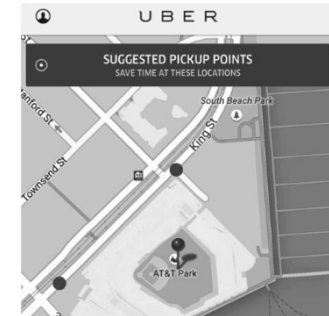 UBER
SUGGESTED PICKUP POINTS
SAVE TIME AT THESE LOCATIONS
South Beach Park
King St
Townsend St
AT&T Park